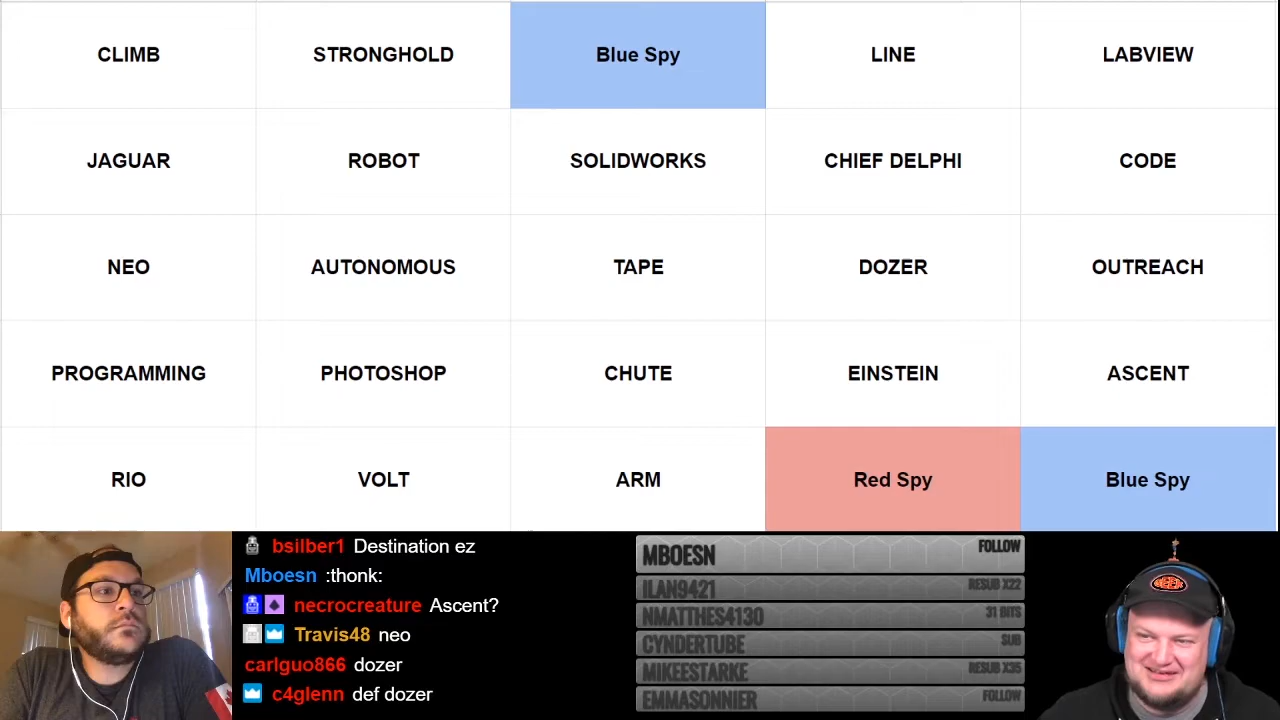 CLIMB STRONGHOLD Blue Spy LINE LABVIEW
JAGUAR ROBOT SOLIDWORKS CHIEF DELPHI CODE
NEO AUTONOMOUS TAPE DOZER OUTREACH
PROGRAMMING PHOTOSHOP CHUTE EINSTEIN ASCENT
RIO VOLT ARM Red Spy Blue Spy
bsilber1 Destination ez
Mboesn :thonk:
necrocreature Ascent?
Travis48 neo
carlguo866 dozer
c4glenn def dozer
MBOESN FOLLOW
ILAN9421 RESUB X22
NMATTHES4130 31 BITS
CYNDERTUBE SUB
MIKEESTARKE RESUB X35
EMMASONNIER FOLLOW